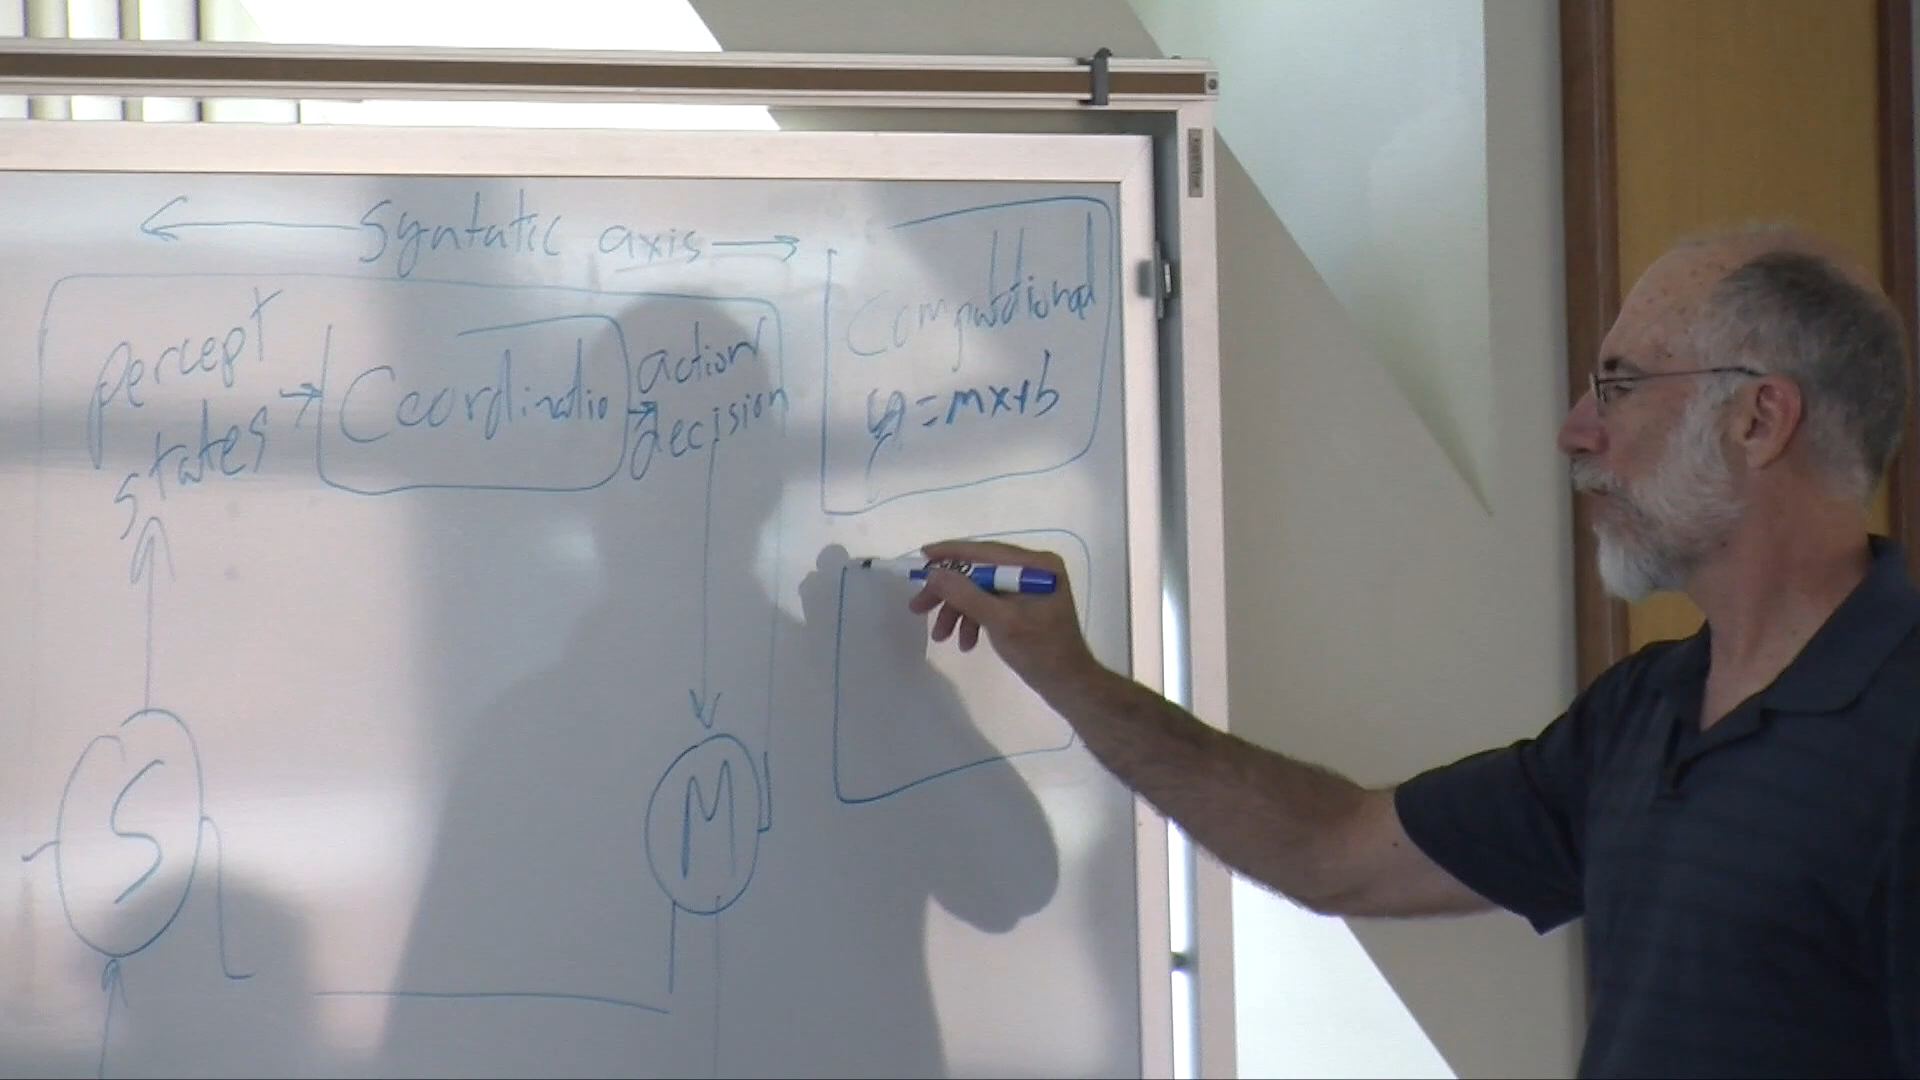 Syntatic axis
percept
states
Coordinatio
action
decision
Computational
y = mx+b
S
M